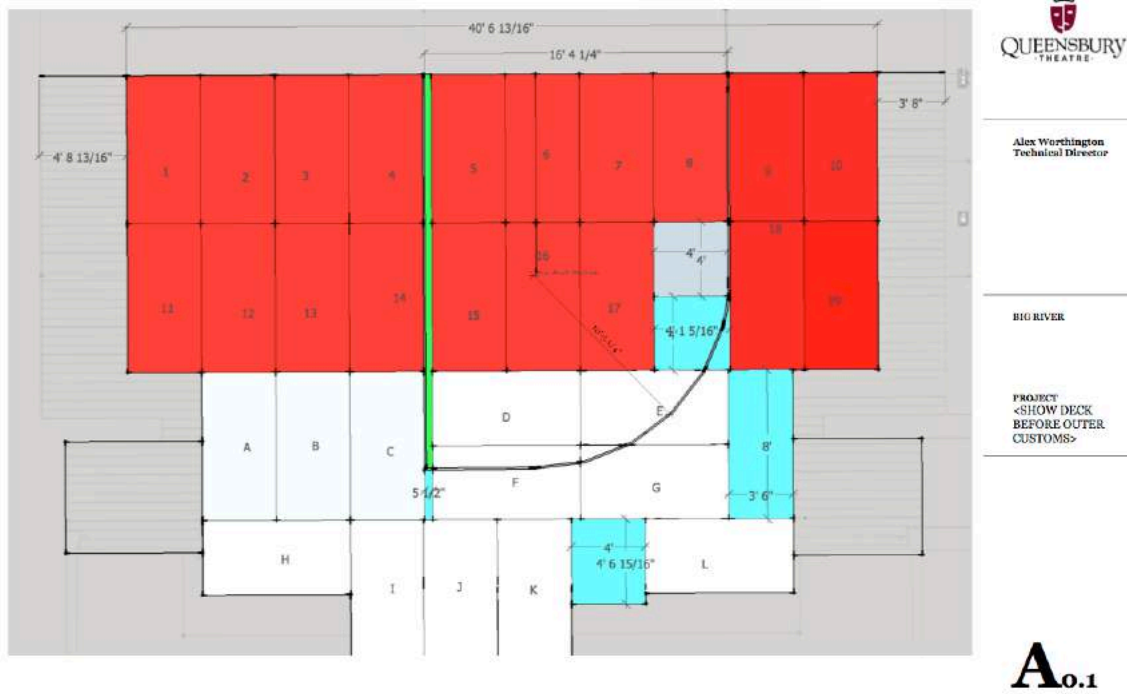 40' 6 13/16"
16' 4 1/4"
3' 8"
4' 8 13/16"
1
2
3
4
5
6
7
8
9
10
11
12
13
14
15
16
17
18
4'
4'
4'-1 5/16"
A
B
C
D
E
F
G
8'
5 1/2"
3' 6"
H
I
J
K
L
4'
4' 6 15/16"
QUEENSBURY
·THEATRE·
Alex Worthington
Technical Director
BIG RIVER
PROJECT
<SHOW DECK
BEFORE OUTER
CUSTOMS>
A0.1